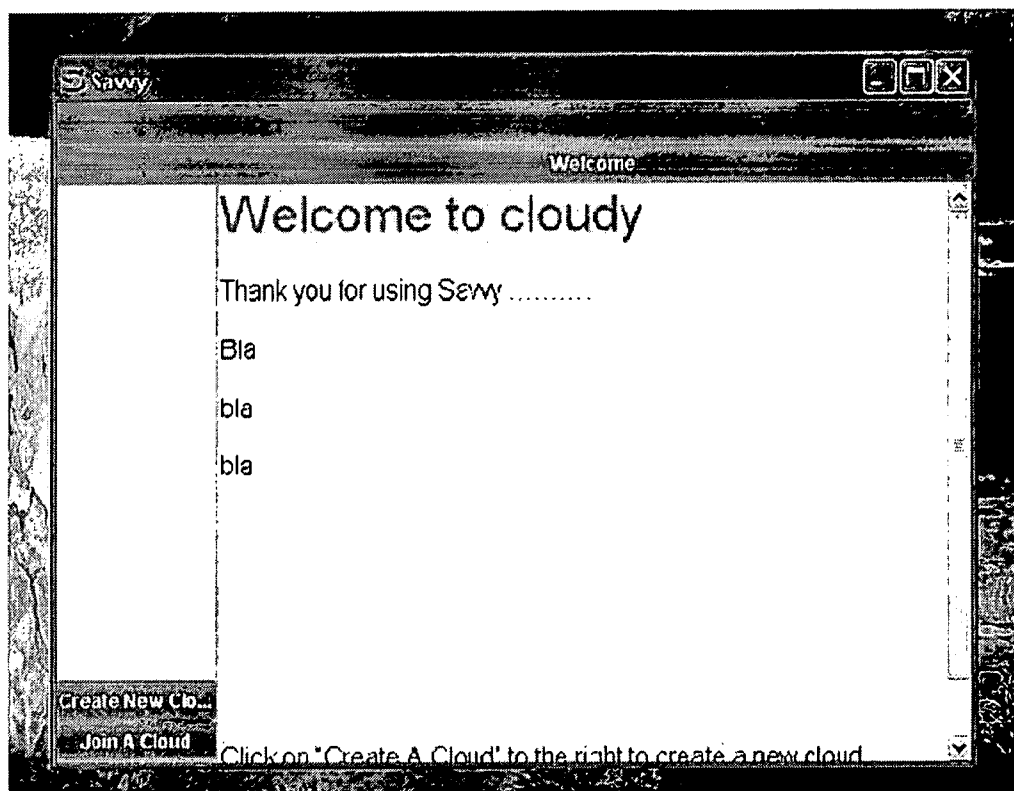 Savvy
Welcome
Welcome to cloudy
Thank you for using Savvy ..........
Bla
bla
bla
Create New Clo...
Join A Cloud
Click on "Create A Cloud" to the right to create a new cloud